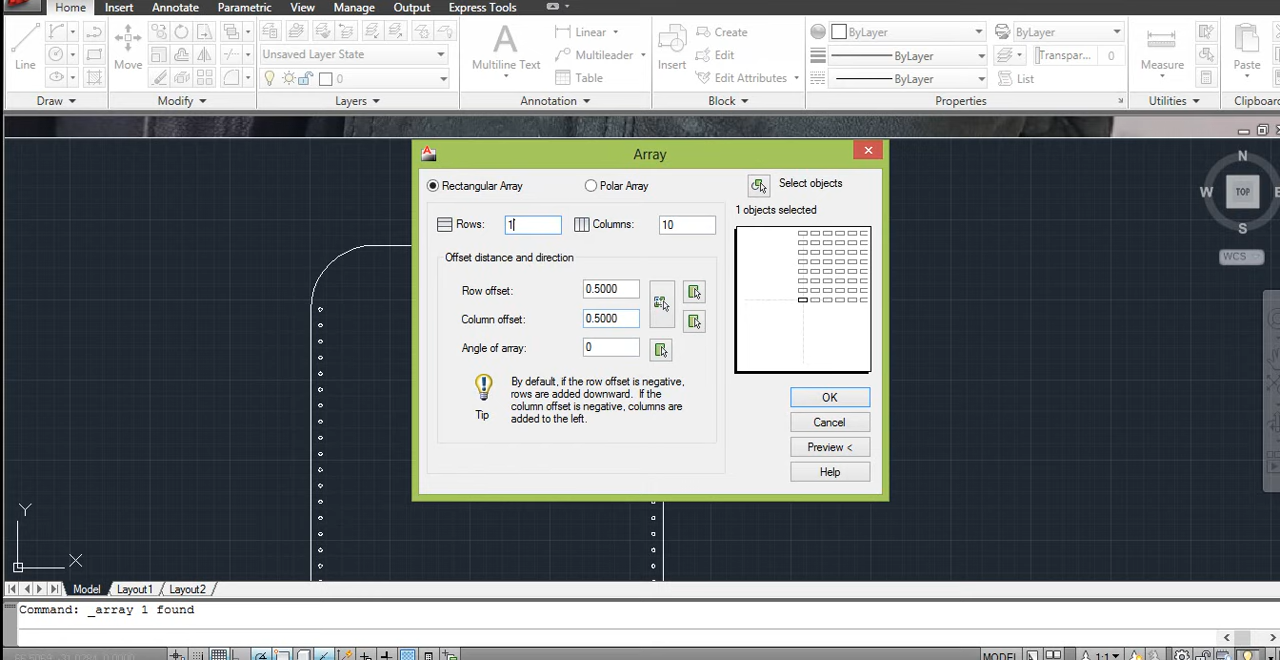 Home Insert Annotate Parametric View Manage Output Express Tools
Line
Move
Unsaved Layer State
0
A
Multiline Text
Linear
Multileader
Table
Insert
Create
Edit
Edit Attributes
ByLayer
ByLayer
ByLayer
ByLayer
Transpar... 0
List
Measure
Paste
Draw Modify Layers Annotation Block Properties Utilities Clipboard
Array
Rectangular Array
Polar Array
Select objects
1 objects selected
Rows: 1
Columns: 10
Offset distance and direction
Row offset: 0.5000
Column offset: 0.5000
Angle of array: 0
Tip
By default, if the row offset is negative,
rows are added downward. If the
column offset is negative, columns are
added to the left.
OK
Cancel
Preview <
Help
N
W TOP E
S
WCS
Y
X
Model Layout1 Layout2
Command: _array 1 found
MODEL
1:1